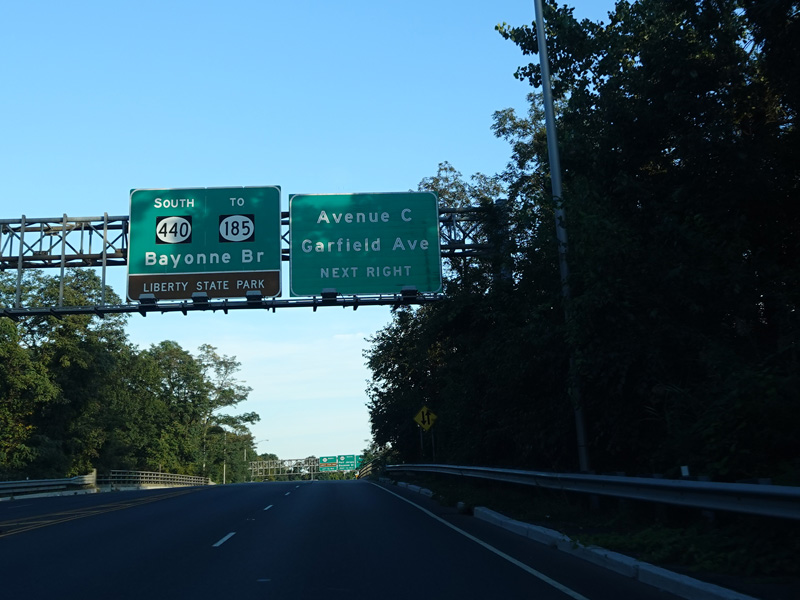 SOUTH TO
440 185
Bayonne Br
LIBERTY STATE PARK
Avenue C
Garfield Ave
NEXT RIGHT